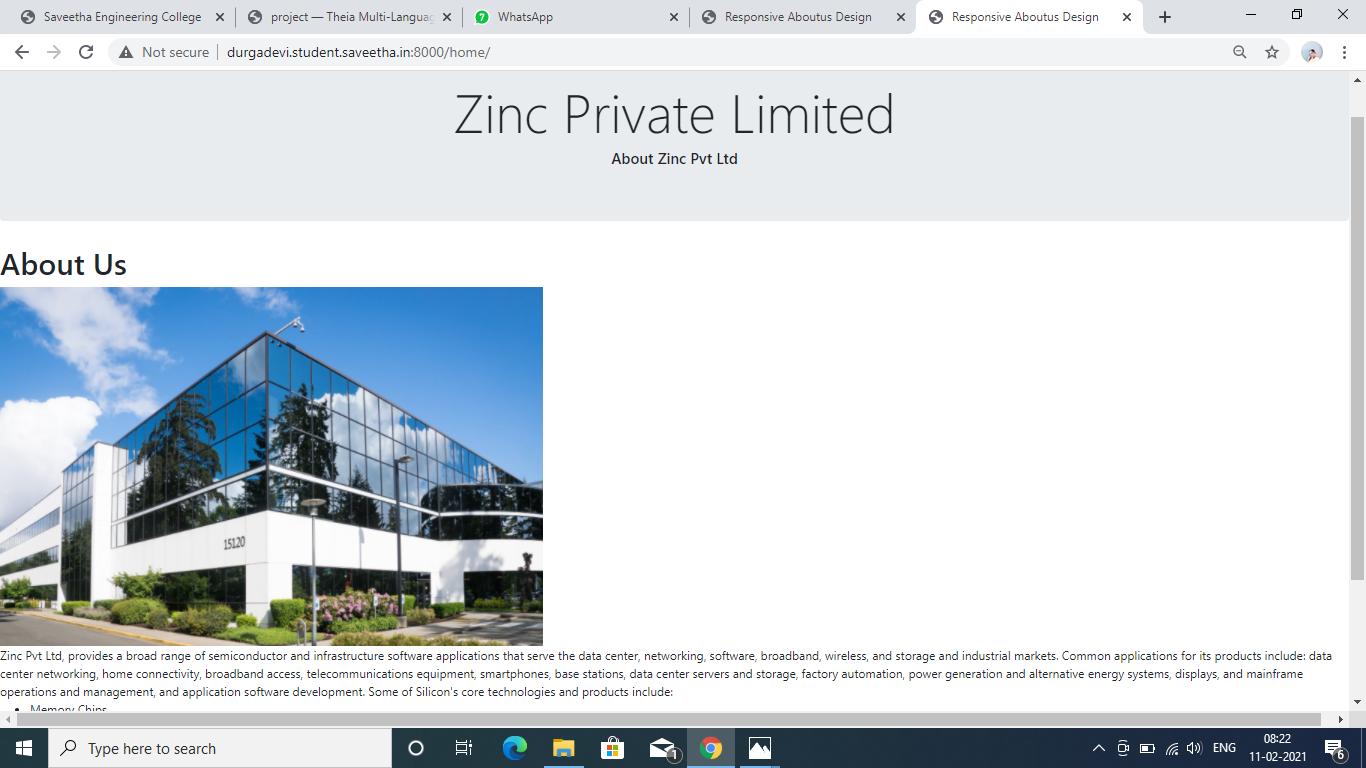 Saveetha Engineering College
project — Theia Multi-Languag
7 WhatsApp
Responsive Aboutus Design
Responsive Aboutus Design
Not secure
durgadevi.student.saveetha.in:8000/home/
Zinc Private Limited
About Zinc Pvt Ltd
About Us
15120
Zinc Pvt Ltd, provides a broad range of semiconductor and infrastructure software applications that serve the data center, networking, software, broadband, wireless, and storage and industrial markets. Common applications for its products include: data
center networking, home connectivity, broadband access, telecommunications equipment, smartphones, base stations, data center servers and storage, factory automation, power generation and alternative energy systems, displays, and mainframe
operations and management, and application software development. Some of Silicon's core technologies and products include:
• Memory Chips
Type here to search
1
ENG
08:22
11-02-2021
6